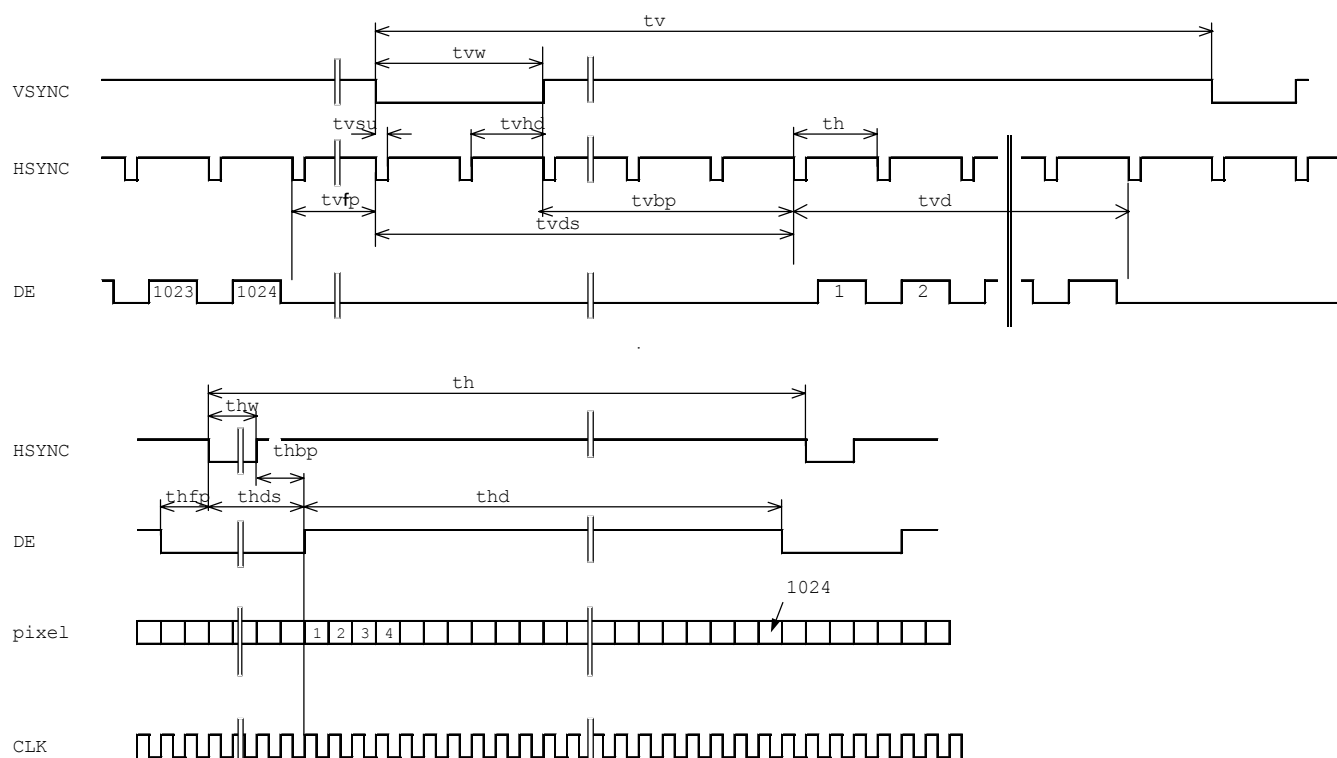 tv
tvw
VSYNC
tvsu tvhd th
HSYNC
tvfp tvbp tvd
tvds
DE 1023 1024 1 2
th
thw
HSYNC
thbp
thfp thds thd
DE
1024
pixel 1 2 3 4
CLK